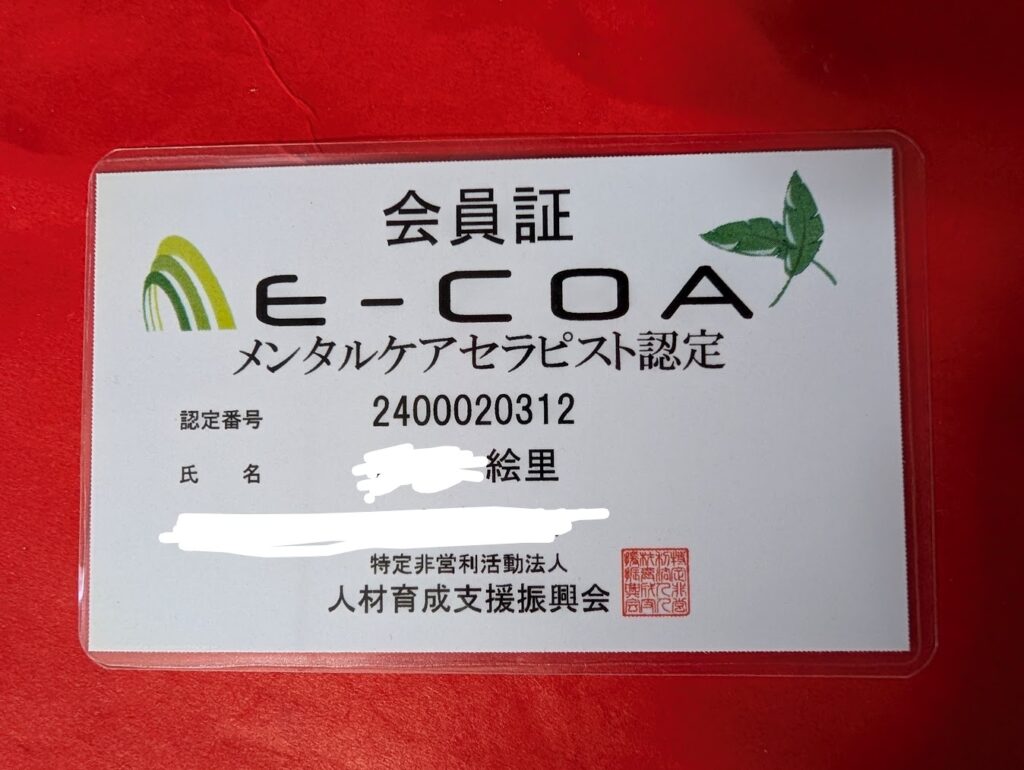 会員証
E-COA
メンタルケアセラピスト認定
認定番号 2400020312
氏 名 絵里
特定非営利活動法人
人材育成支援振興会